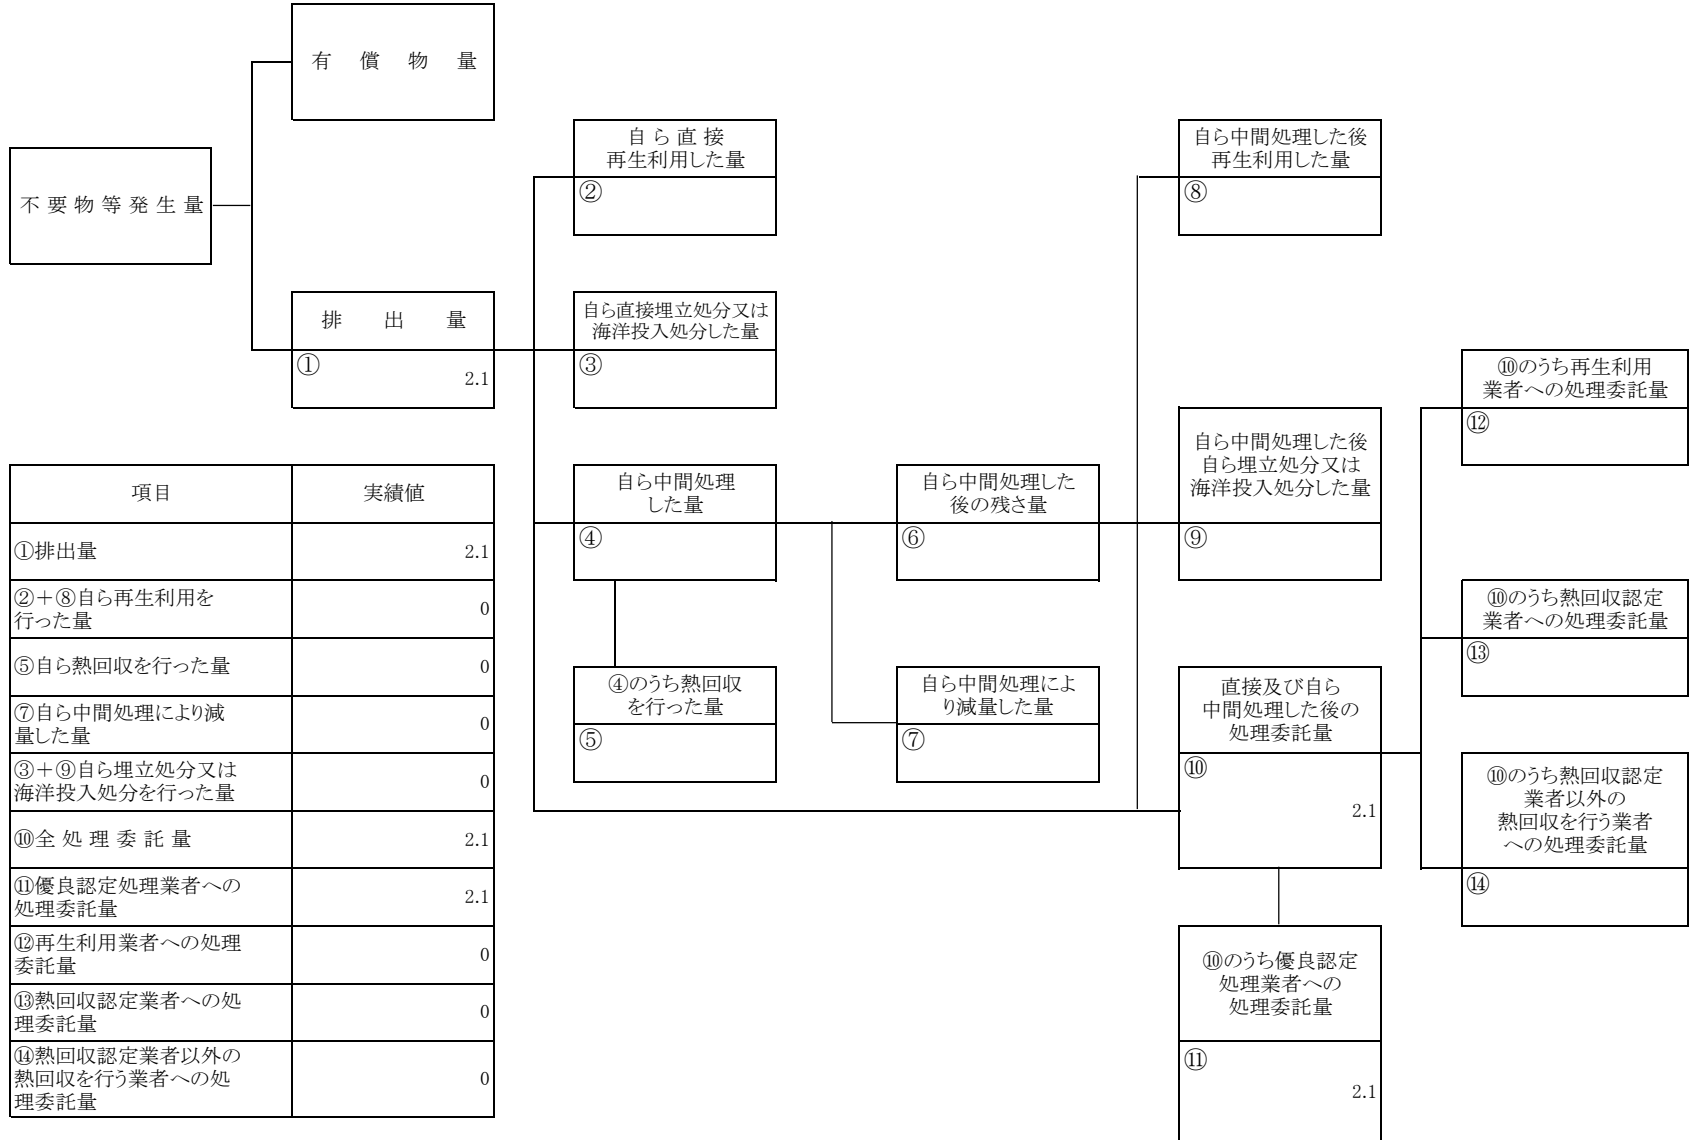 有償物量
自ら直接
再生利用した量
②
自ら中間処理した後
再生利用した量
⑧
不要物等発生量
排出量
①
2.1
自ら直接埋立処分又は
海洋投入処分した量
③
⑩のうち再生利用
業者への処理委託量
⑫
自ら中間処理した後
自ら埋立処分又は
海洋投入処分した量
⑨
自ら中間処理
した量
④
自ら中間処理した
後の残さ量
⑥
⑩のうち熱回収認定
業者への処理委託量
⑬
④のうち熱回収
を行った量
⑤
自ら中間処理によ
り減量した量
⑦
直接及び自ら
中間処理した後の
処理委託量
⑩
2.1
⑩のうち熱回収認定
業者以外の
熱回収を行う業者
への処理委託量
⑭
⑩のうち優良認定
処理業者への
処理委託量
⑪
2.1
項目 実績値
①排出量 2.1
②+⑧自ら再生利用を
行った量 0
⑤自ら熱回収を行った量 0
⑦自ら中間処理により減
量した量 0
③+⑨自ら埋立処分又は
海洋投入処分を行った量 0
⑩全処理委託量 2.1
⑪優良認定処理業者への
処理委託量 2.1
⑫再生利用業者への処理
委託量 0
⑬熱回収認定業者への処
理委託量 0
⑭熱回収認定業者以外の
熱回収を行う業者への処
理委託量 0